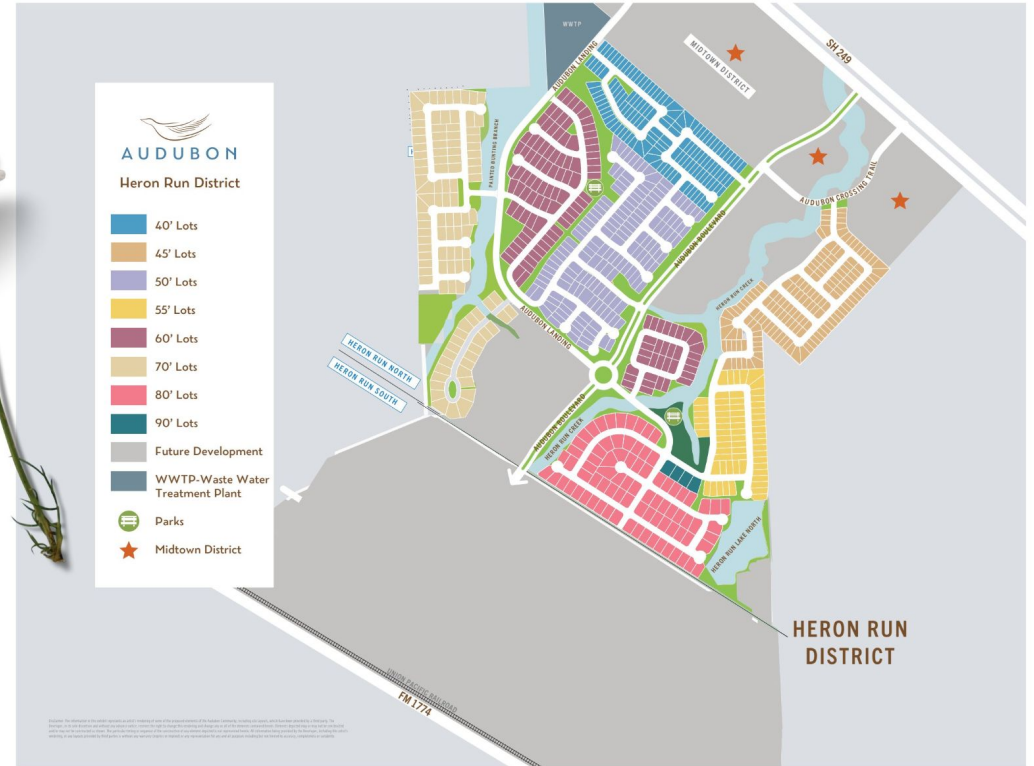 AUDUBON
Heron Run District
40' Lots
45' Lots
50' Lots
55' Lots
60' Lots
70' Lots
80' Lots
90' Lots
Future Development
WWTP-Waste Water
Treatment Plant
Parks
Midtown District
WWTP
AUDUBON LANDING
MIDTOWN DISTRICT
SH 249
PAINTED BUNTING BRANCH
AUDUBON CROSSING TRAIL
AUDUBON BOULEVARD
HERON RUN CREEK
AUDUBON LANDING
HERON RUN NORTH
HERON RUN SOUTH
AUDUBON BOULEVARD
HERON RUN CREEK
HERON RUN LAKE NORTH
HERON RUN
DISTRICT
UNION PACIFIC RAILROAD
FM 1774